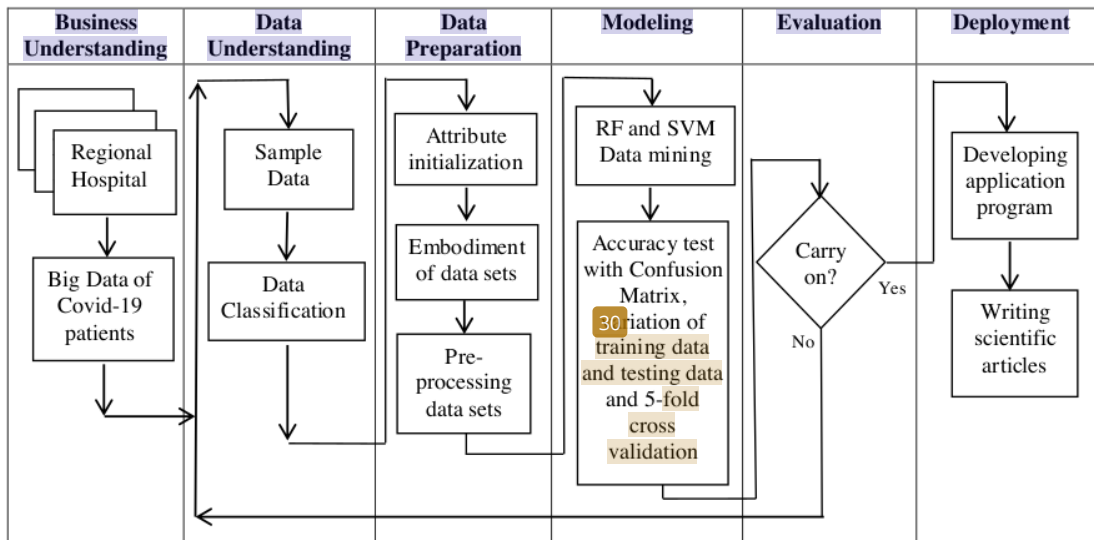 Business
Understanding
Data
Understanding
Data
Preparation
Modeling
Evaluation
Deployment
Regional
Hospital
Big Data of
Covid-19
patients
Sample
Data
Data
Classification
Attribute
initialization
Embodiment
of data sets
Pre-
processing
data sets
RF and SVM
Data mining
Accuracy test
with Confusion
Matrix,
30
riation of
training data
and testing data
and 5-fold
cross
validation
Carry
on?
Yes
No
Developing
application
program
Writing
scientific
articles